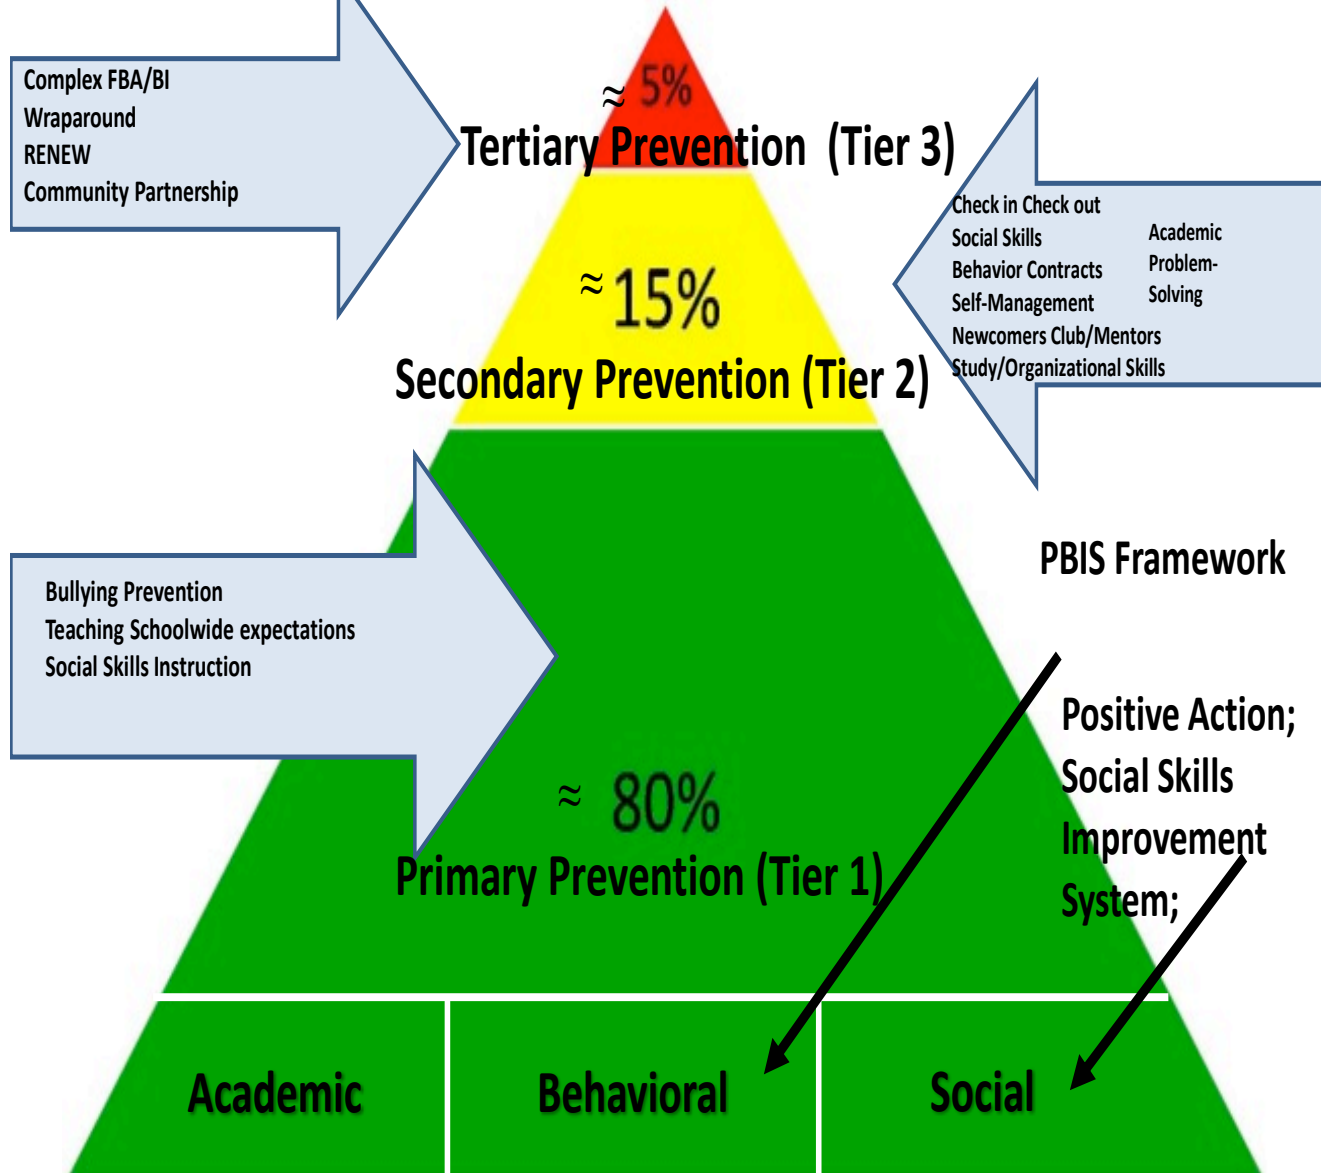 ≈ 5%
Tertiary Prevention (Tier 3)
Complex FBA/BI
Wraparound
RENEW
Community Partnership
Check in Check out
Social Skills
Behavior Contracts
Self-Management
Newcomers Club/Mentors
Study/Organizational Skills
Academic
Problem-
Solving
≈ 15%
Secondary Prevention (Tier 2)
Bullying Prevention
Teaching Schoolwide expectations
Social Skills Instruction
PBIS Framework
Positive Action;
Social Skills
Improvement
System;
≈ 80%
Primary Prevention (Tier 1)
Academic
Behavioral
Social